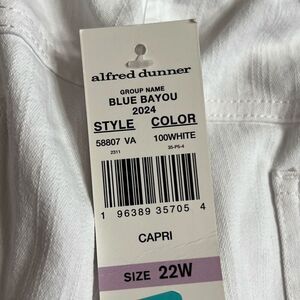 alfred dunner
GROUP NAME
BLUE BAYOU
2024
STYLE COLOR
58807 VA 100WHITE
2311 35-P5-4
1 96389 35705 4
CAPRI
SIZE 22W